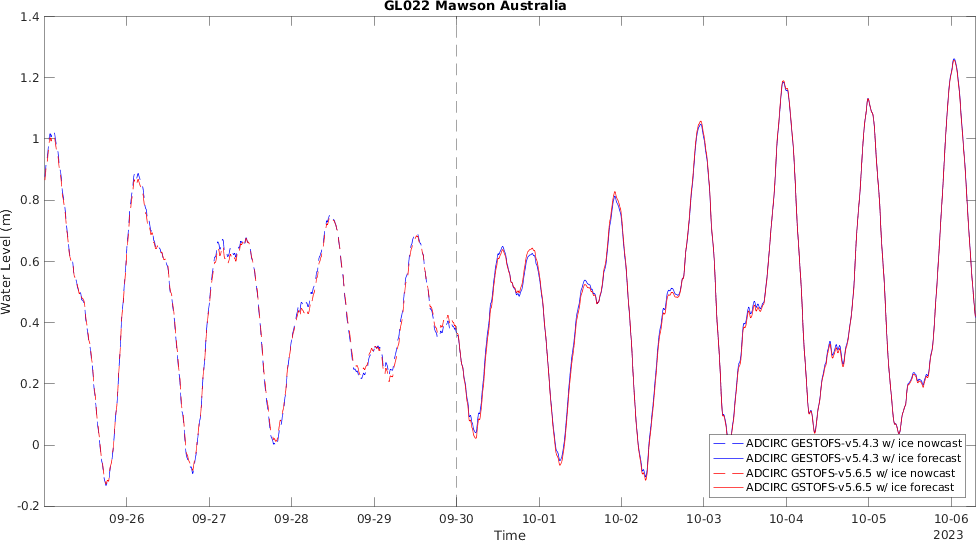 GL022 Mawson Australia
1.4
1.2
1
0.8
0.6
0.4
0.2
0
-0.2
Water Level (m)
09-26 09-27 09-28 09-29 09-30 10-01 10-02 10-03 10-04 10-05 10-06
2023
Time
ADCIRC GESTOFS-v5.4.3 w/ ice nowcast
ADCIRC GESTOFS-v5.4.3 w/ ice forecast
ADCIRC GSTOFS-v5.6.5 w/ ice nowcast
ADCIRC GSTOFS-v5.6.5 w/ ice forecast